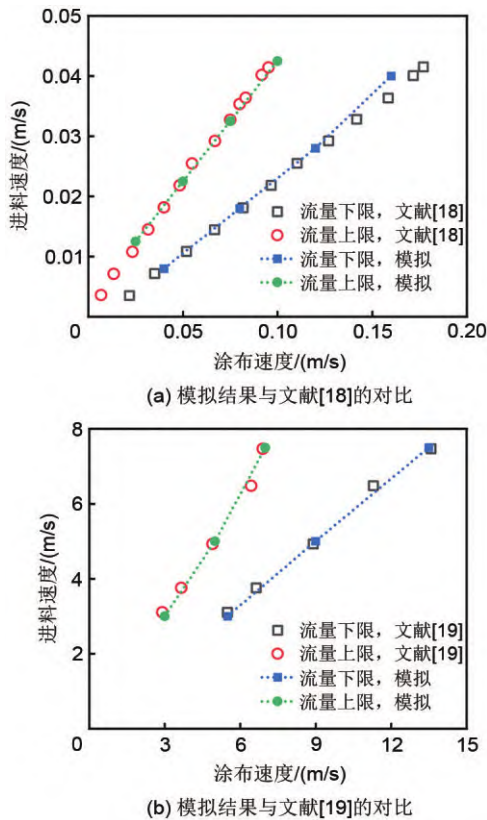 0.05
0.04
0.03
0.02
0.01
0
0.05
0.10
0.15
0.20
进料速度/(m/s)
流量下限，文献[18]
流量上限，文献[18]
流量下限，模拟
流量上限，模拟
涂布速度/(m/s)
(a) 模拟结果与文献[18]的对比
8
6
4
2
0
3
6
9
12
15
进料速度/(m/s)
流量下限，文献[19]
流量上限，文献[19]
流量下限，模拟
流量上限，模拟
涂布速度/(m/s)
(b) 模拟结果与文献[19]的对比